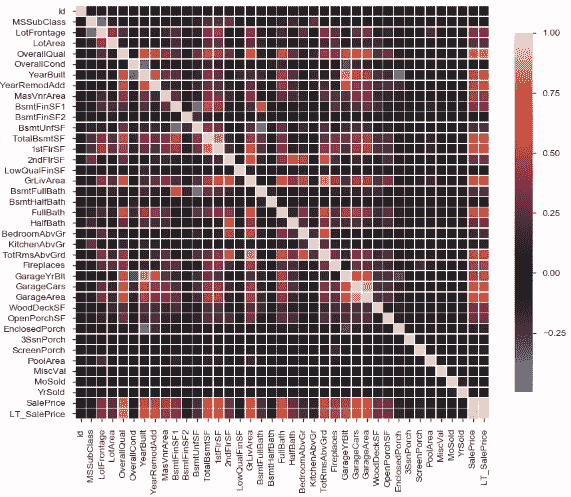 Id
MSSubClass
LotFrontage
LotArea
OverallQual
OverallCond
YearBuilt
YearRemodAdd
MasVnrArea
BsmtFinSF1
BsmtFinSF2
BsmtUnfSF
TotalBsmtSF
1stFlrSF
2ndFlrSF
LowQualFinSF
GrLivArea
BsmtFullBath
BsmtHalfBath
FullBath
HalfBath
BedroomAbvGr
KitchenAbvGr
TotRmsAbvGrd
Fireplaces
GarageYrBlt
GarageCars
GarageArea
WoodDeckSF
OpenPorchSF
EnclosedPorch
3SsnPorch
ScreenPorch
PoolArea
MiscVal
MoSold
YrSold
SalePrice
LT_SalePrice
Id
MSSubClass
LotFrontage
LotArea
OverallQual
OverallCond
YearBuilt
YearRemodAdd
MasVnrArea
BsmtFinSF1
BsmtFinSF2
BsmtUnfSF
TotalBsmtSF
1stFlrSF
2ndFlrSF
LowQualFinSF
GrLivArea
BsmtFullBath
BsmtHalfBath
FullBath
HalfBath
BedroomAbvGr
KitchenAbvGr
TotRmsAbvGrd
Fireplaces
GarageYrBlt
GarageCars
GarageArea
WoodDeckSF
OpenPorchSF
EnclosedPorch
3SsnPorch
ScreenPorch
PoolArea
MiscVal
MoSold
YrSold
SalePrice
LT_SalePrice
1.00
0.75
0.50
0.25
0.00
−0.25